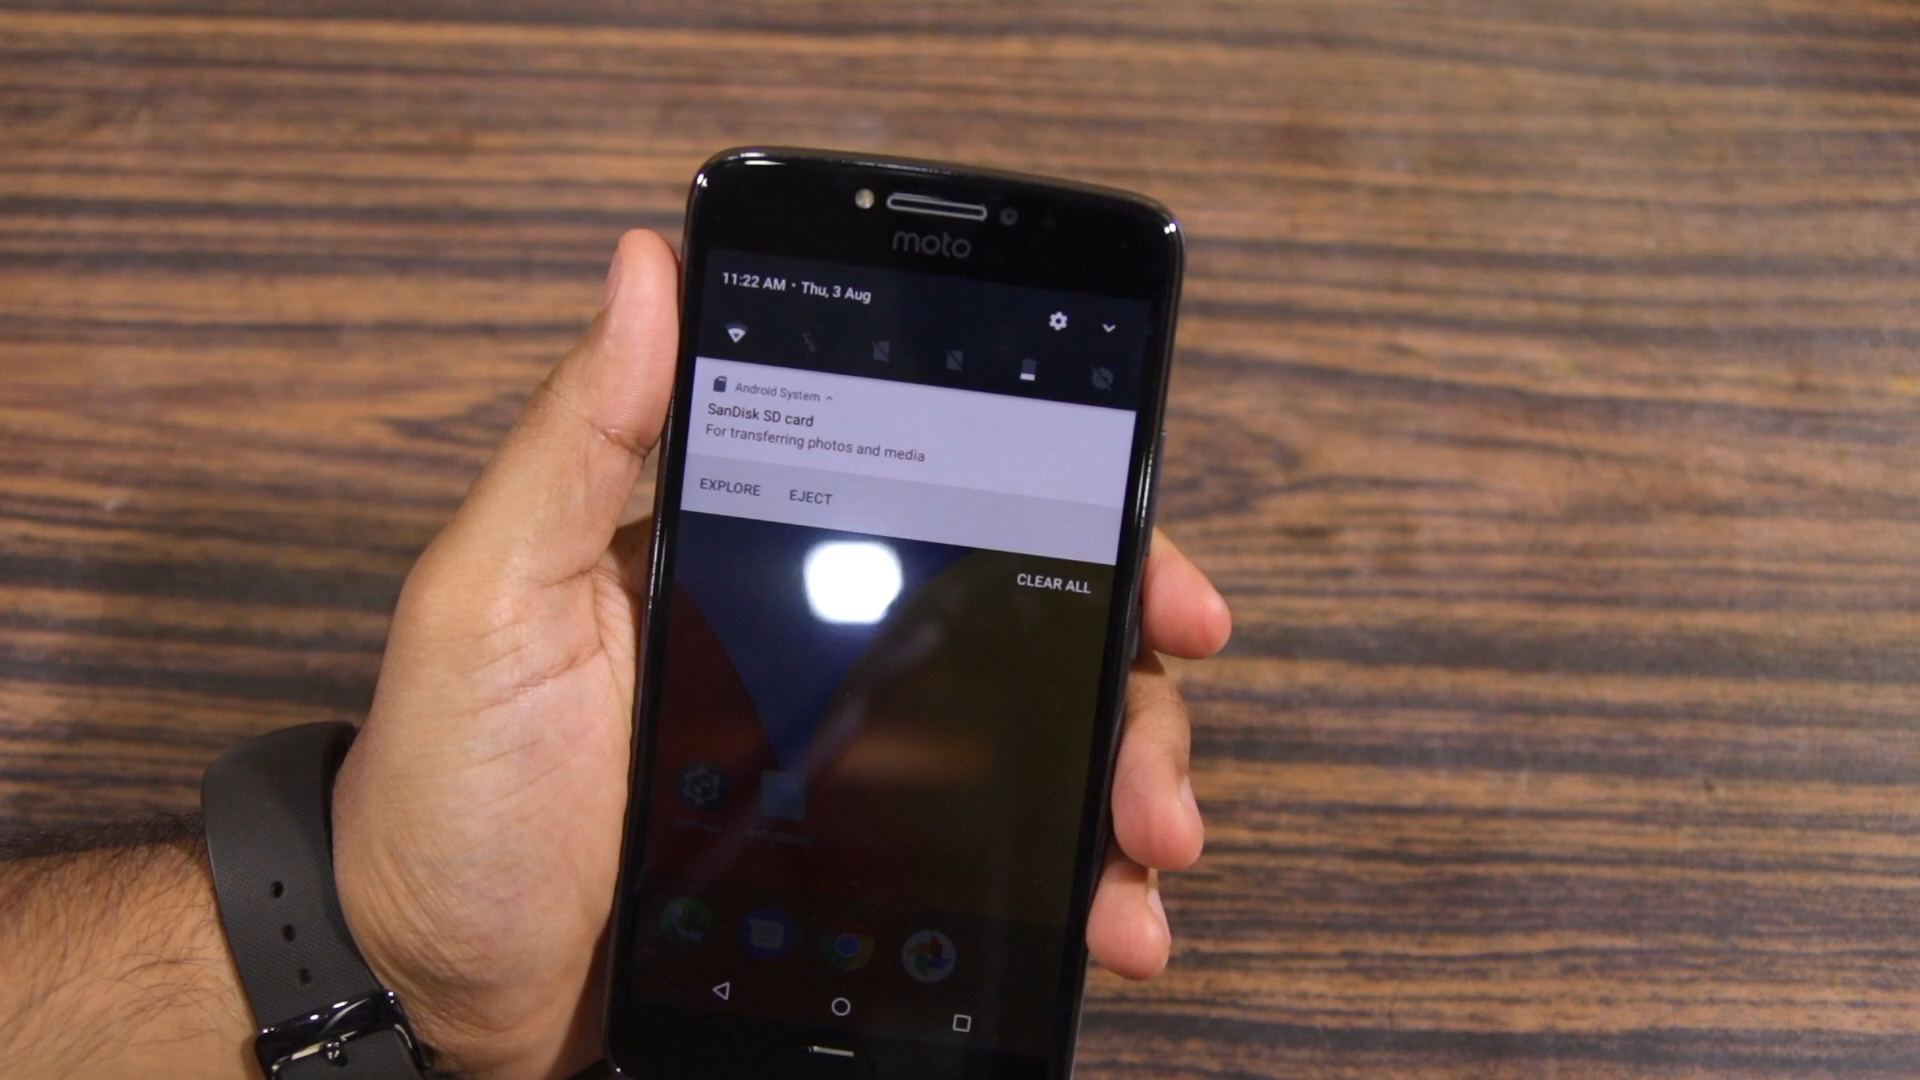 moto
11:22 AM • Thu, 3 Aug
Android System
SanDisk SD card
For transferring photos and media
EXPLORE EJECT
CLEAR ALL
Settings